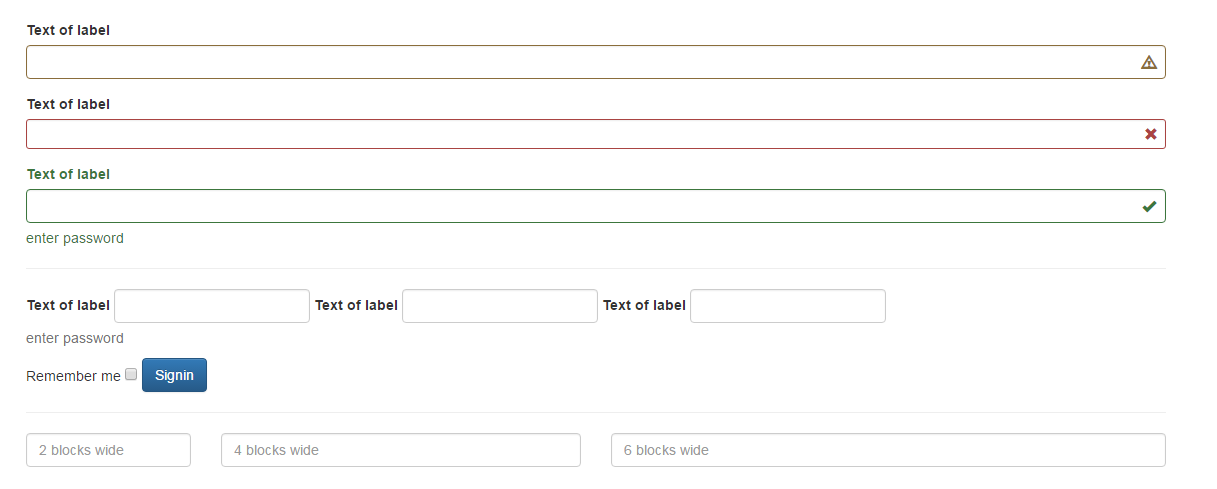 Text of label
Text of label
Text of label
enter password
Text of label Text of label Text of label
enter password
Remember me Signin
2 blocks wide 4 blocks wide 6 blocks wide